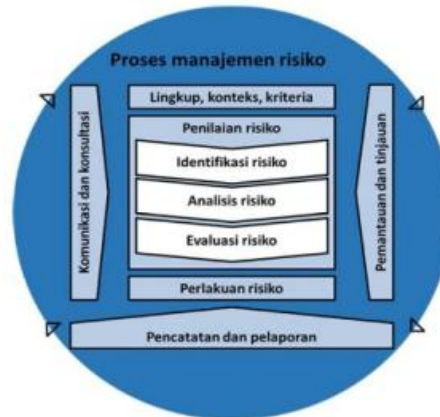 Proses manajemen risiko
Lingkup, konteks, kriteria
Komunikasi dan konsultasi
Penilaian risiko
Identifikasi risiko
Analisis risiko
Evaluasi risiko
Pemantauan dan tinjauan
Perlakuan risiko
Pencatatan dan pelaporan